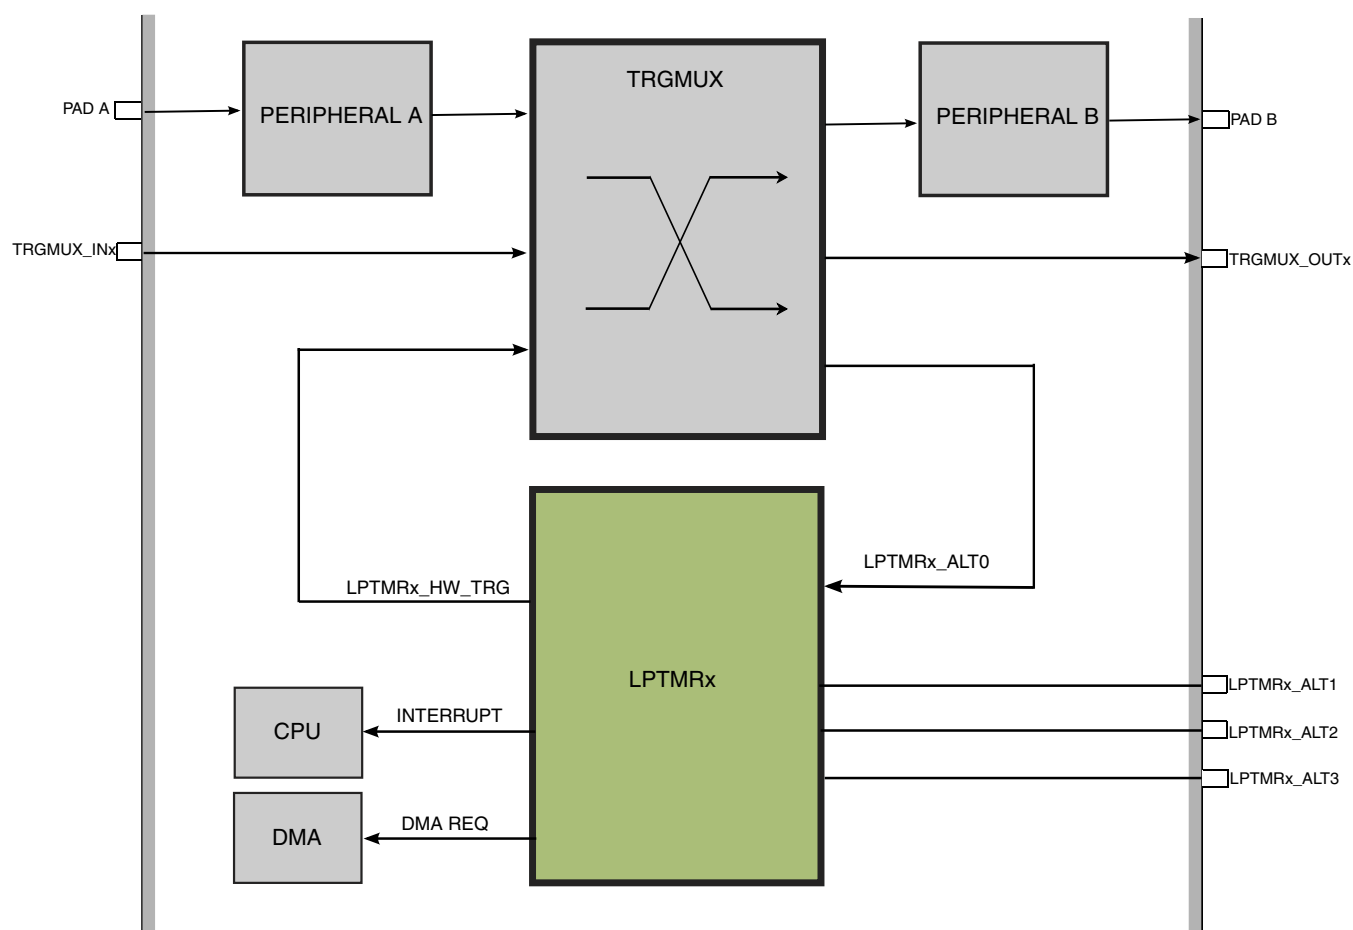 TRGMUX
PAD A
PERIPHERAL A
PERIPHERAL B
PAD B
TRGMUX_INx
TRGMUX_OUTx
LPTMRx_ALT0
LPTMRx_HW_TRG
LPTMRx
LPTMRx_ALT1
INTERRUPT
CPU
LPTMRx_ALT2
LPTMRx_ALT3
DMA REQ
DMA